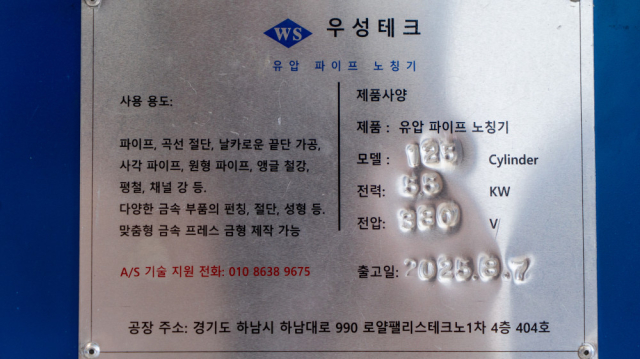 WS 우성테크
유압 파이프 노칭기
사용 용도:
파이프, 곡선 절단, 날카로운 끝단 가공,
사각 파이프, 원형 파이프, 앵글 철강,
평철, 채널 강 등.
다양한 금속 부품의 펀칭, 절단, 성형 등.
맞춤형 금속 프레스 금형 제작 가능
A/S 기술 지원 전화: 010 8638 9675
제품사양
제품 : 유압 파이프 노칭기
모델 : Cylinder
전력: KW
전압: V
출고일:
공장 주소: 경기도 하남시 하남대로 990 로얄팰리스테크노1차 4층 404호